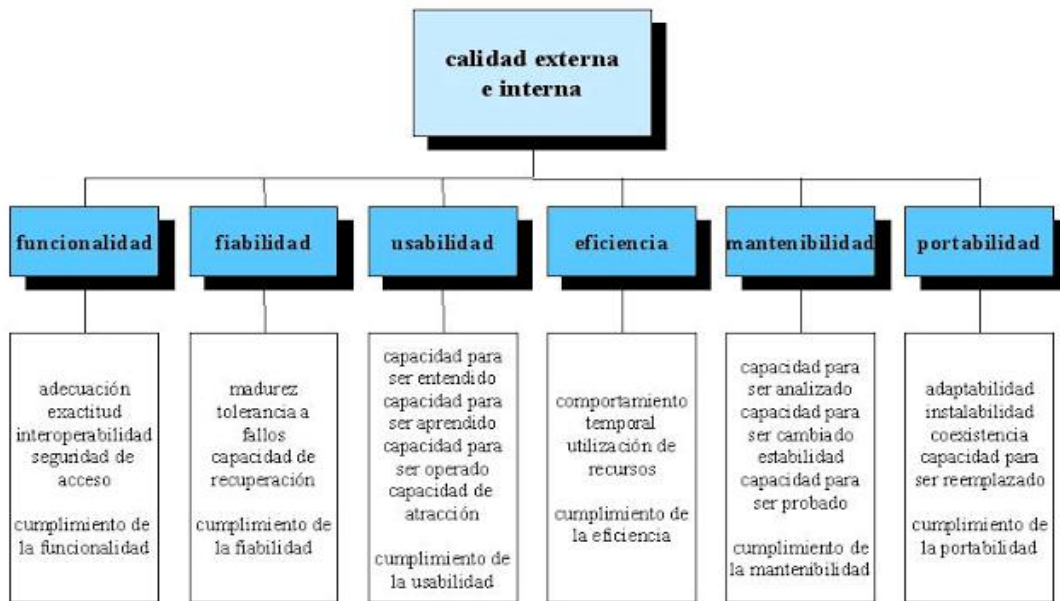 calidad externa
e interna
funcionalidad
fiabilidad
usabilidad
eficiencia
mantenibilidad
portabilidad
adecuación
exactitud
interoperabilidad
seguridad de
acceso
cumplimiento de
la funcionalidad
madurez
tolerancia a
fallos
capacidad de
recuperación
cumplimiento de
la fiabilidad
capacidad para
ser entendido
capacidad para
ser aprendido
capacidad para
ser operado
capacidad de
atracción
cumplimiento de
la usabilidad
comportamiento
temporal
utilización de
recursos
cumplimiento de
la eficiencia
capacidad para
ser analizado
capacidad para
ser cambiado
estabilidad
capacidad para
ser probado
cumplimiento de
la mantenibilidad
adaptabilidad
instalabilidad
coexistencia
capacidad para
ser reemplazado
cumplimiento de
la portabilidad